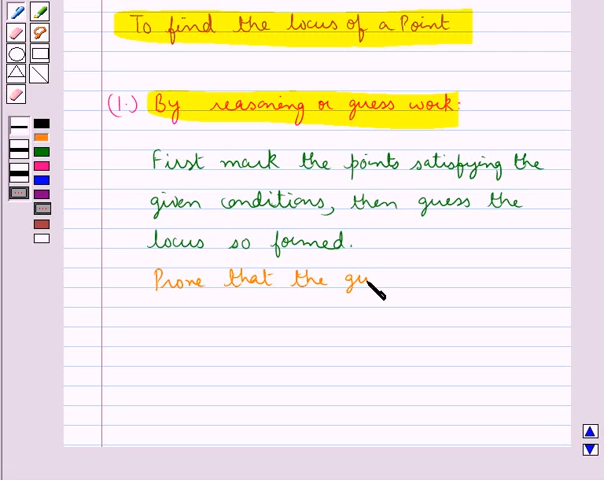 To find the locus of a Point
(1.) By reasoning or guess work.
First mark the points satisfying the
given conditions, then guess the
locus so formed.
Prove that the gu